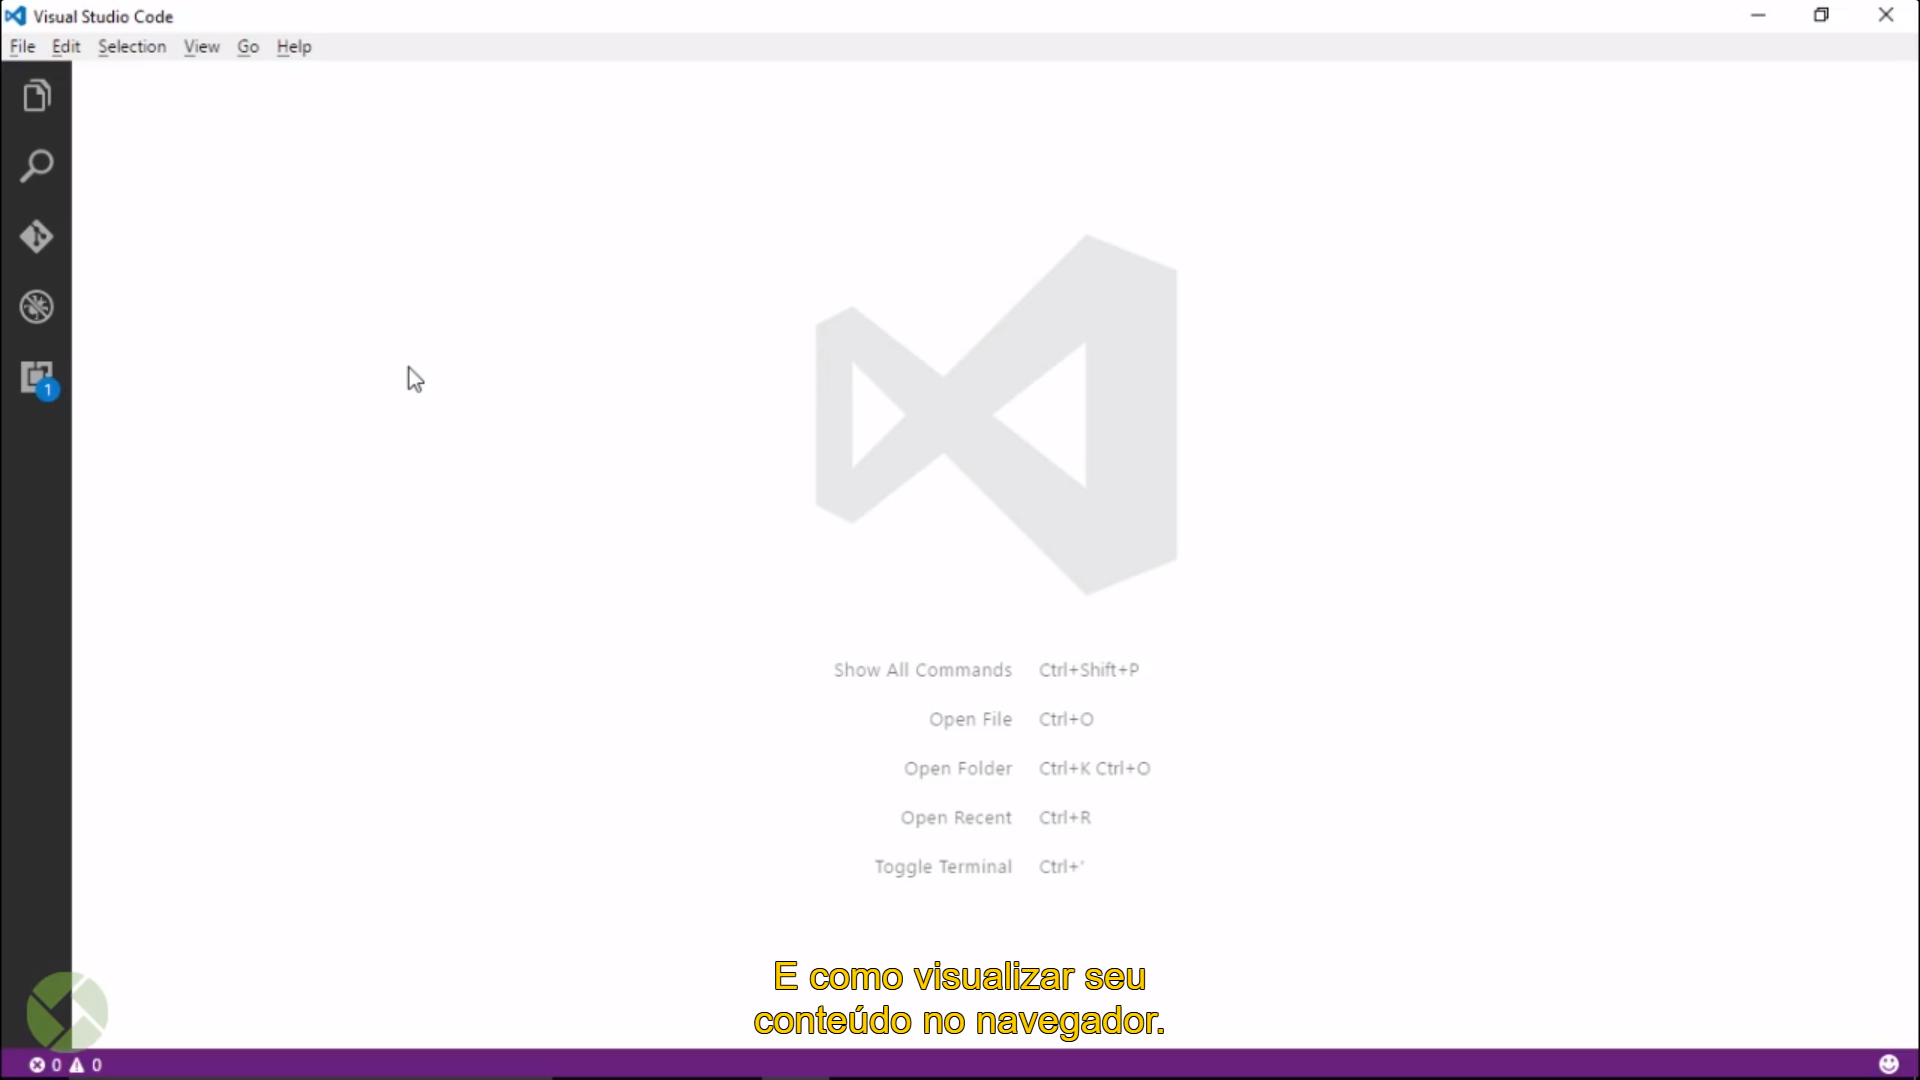 Visual Studio Code
File Edit Selection View Go Help
1
Show All Commands Ctrl+Shift+P
Open File Ctrl+O
Open Folder Ctrl+K Ctrl+O
Open Recent Ctrl+R
Toggle Terminal Ctrl+'
E como visualizar seu
conteúdo no navegador.
0 0